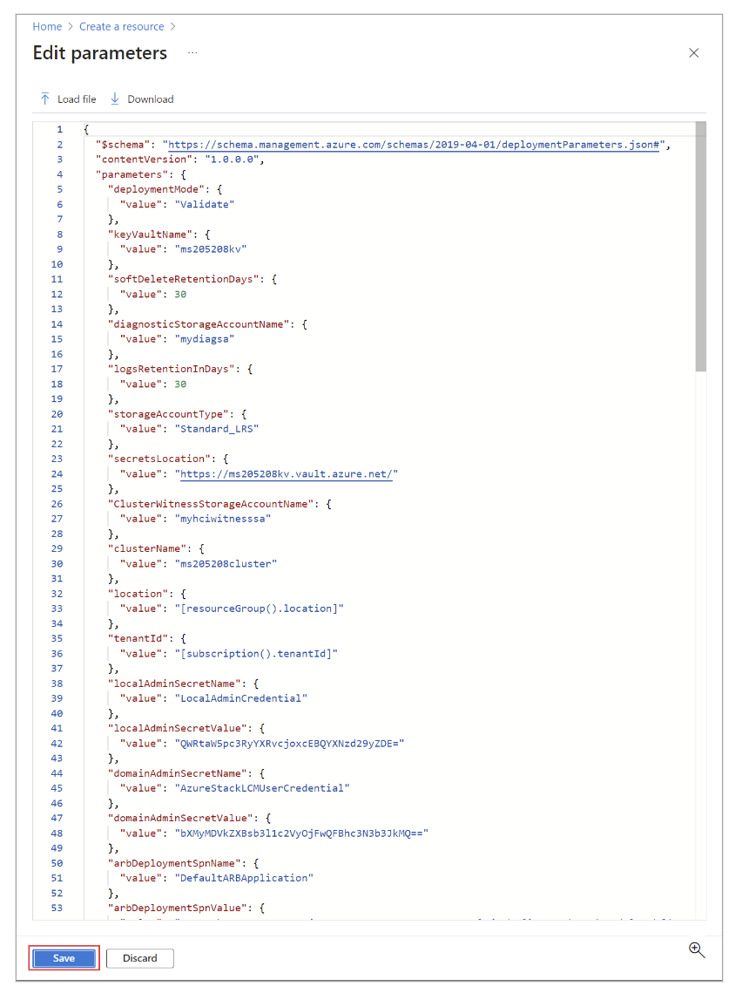 Home > Create a resource >
Edit parameters ...
Load file Download
1 {
2 "$schema": "https://schema.management.azure.com/schemas/2019-04-01/deploymentParameters.json#",
3 "contentVersion": "1.0.0.0",
4 "parameters": {
5 "deploymentMode": {
6 "value": "Validate"
7 },
8 "keyVaultName": {
9 "value": "ms205208kv"
10 },
11 "softDeleteRetentionDays": {
12 "value": 30
13 },
14 "diagnosticStorageAccountName": {
15 "value": "mydiagsa"
16 },
17 "logsRetentionInDays": {
18 "value": 30
19 },
20 "storageAccountType": {
21 "value": "Standard_LRS"
22 },
23 "secretsLocation": {
24 "value": "https://ms205208kv.vault.azure.net/"
25 },
26 "ClusterWitnessStorageAccountName": {
27 "value": "myhciwitnesssa"
28 },
29 "clusterName": {
30 "value": "ms205208cluster"
31 },
32 "location": {
33 "value": "[resourceGroup().location]"
34 },
35 "tenantId": {
36 "value": "[subscription().tenantId]"
37 },
38 "localAdminSecretName": {
39 "value": "LocalAdminCredential"
40 },
41 "localAdminSecretValue": {
42 "value": "QWRtaW5pc3RyYXRvcjoxcEBQYXNzd29yZDE="
43 },
44 "domainAdminSecretName": {
45 "value": "AzureStackLCMUserCredential"
46 },
47 "domainAdminSecretValue": {
48 "value": "bXMyMDVkZXBsb3l1c2VyOjFwQFBhc3N3b3JkMQ=="
49 },
50 "arbDeploymentSpnName": {
51 "value": "DefaultARBApplication"
52 },
53 "arbDeploymentSpnValue": {
Save Discard